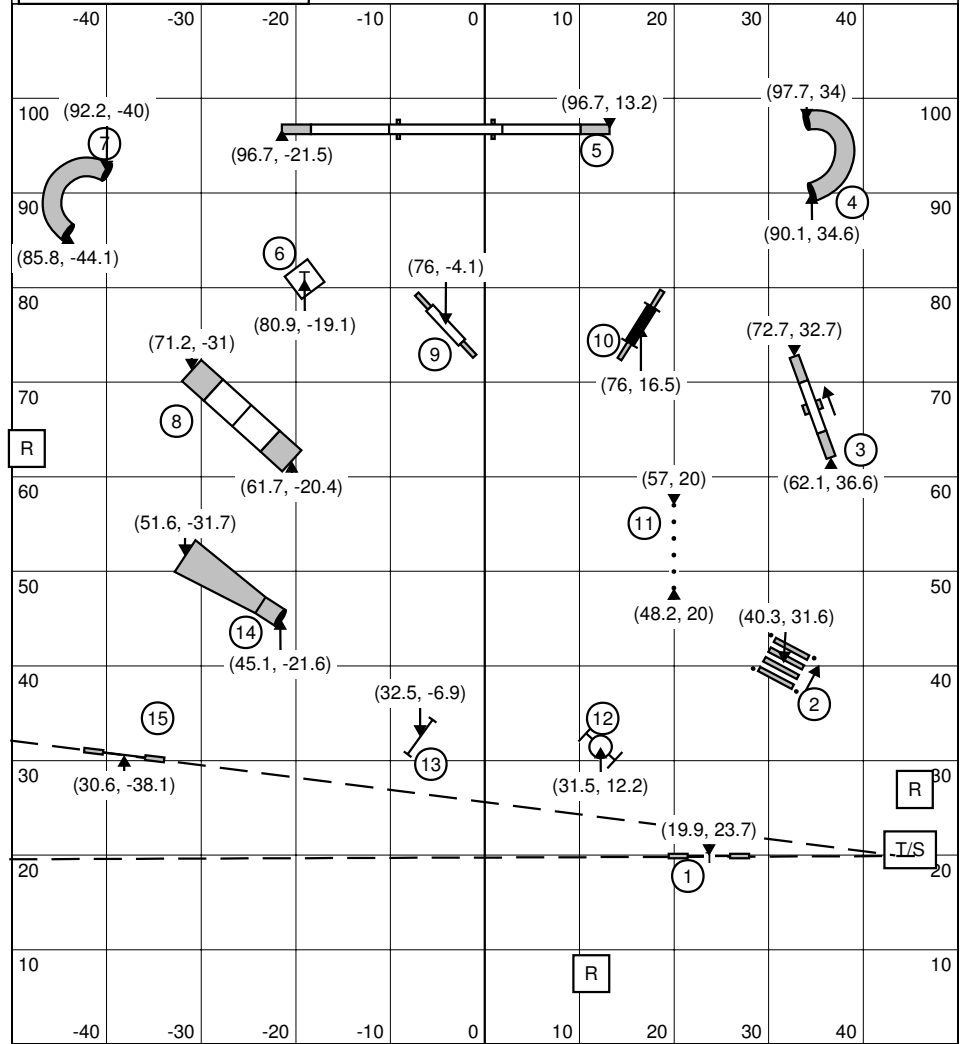 -40 -30 -20 -10 0 10 20 30 40
(97.7, 34)
(96.7, 13.2)
100 (92.2, -40) 100
7
(96.7, -21.5) 5
90 4 90
(90.1, 34.6)
(85.8, -44.1) 6
(76, -4.1)
80 80
(80.9, -19.1)
(71.2, -31) 9 10 (72.7, 32.7)
(76, 16.5)
70 70
8
R 3
(61.7, -20.4) (57, 20) (62.1, 36.6)
60 60
(51.6, -31.7) 11
50 50
(48.2, 20) (40.3, 31.6)
14
(45.1, -21.6)
40 40
(32.5, -6.9) 2
15 12
13
30 (30.6, -38.1) (31.5, 12.2) 30
R
(19.9, 23.7)
T/S
20 1 20
10 R 10
-40 -30 -20 -10 0 10 20 30 40